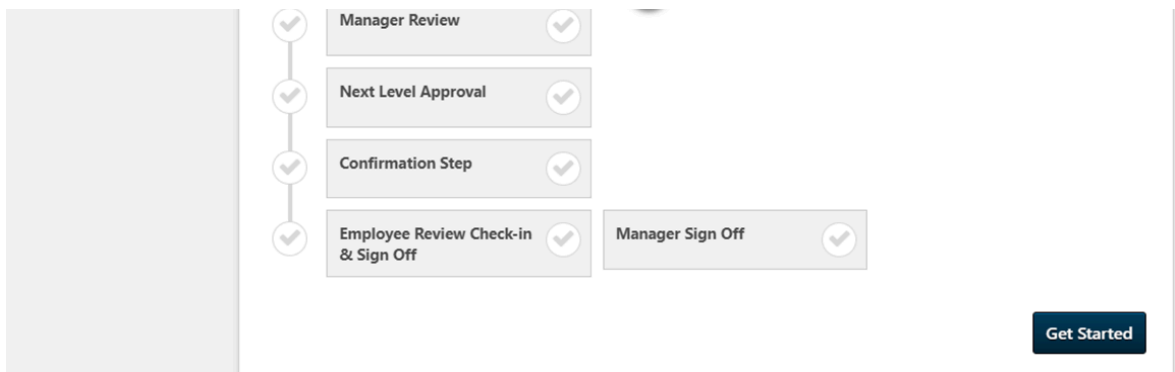 Manager Review
Next Level Approval
Confirmation Step
Employee Review Check-in
& Sign Off
Manager Sign Off
Get Started